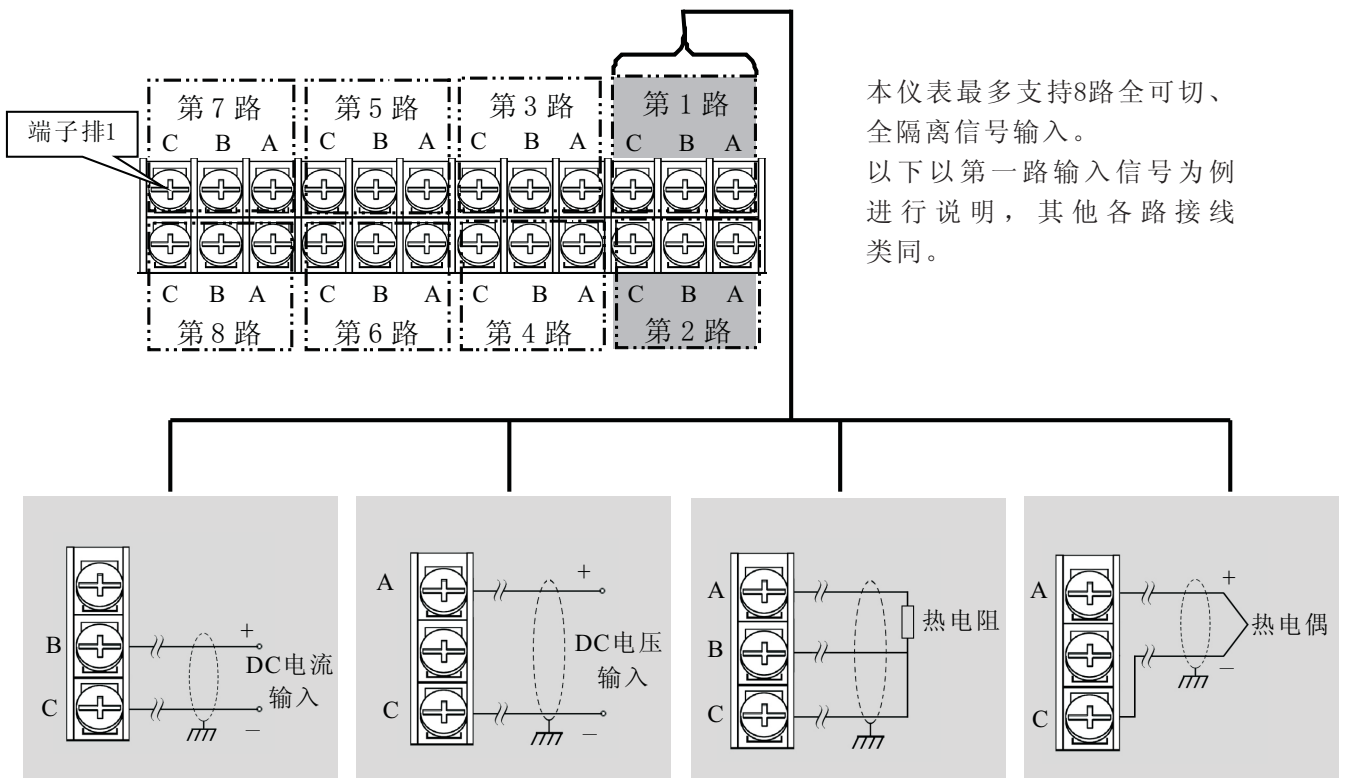 端子排1
第7路
第5路
第3路
第1路
C B A
C B A
C B A
C B A
C B A
C B A
C B A
C B A
第8路
第6路
第4路
第2路
本仪表最多支持8路全可切、
全隔离信号输入。
以下以第一路输入信号为例
进行说明，其他各路接线
类同。
B
C
+
DC电流
输入
−
A
C
+
DC电压
输入
−
A
B
C
热电阻
A
C
+
热电偶
−